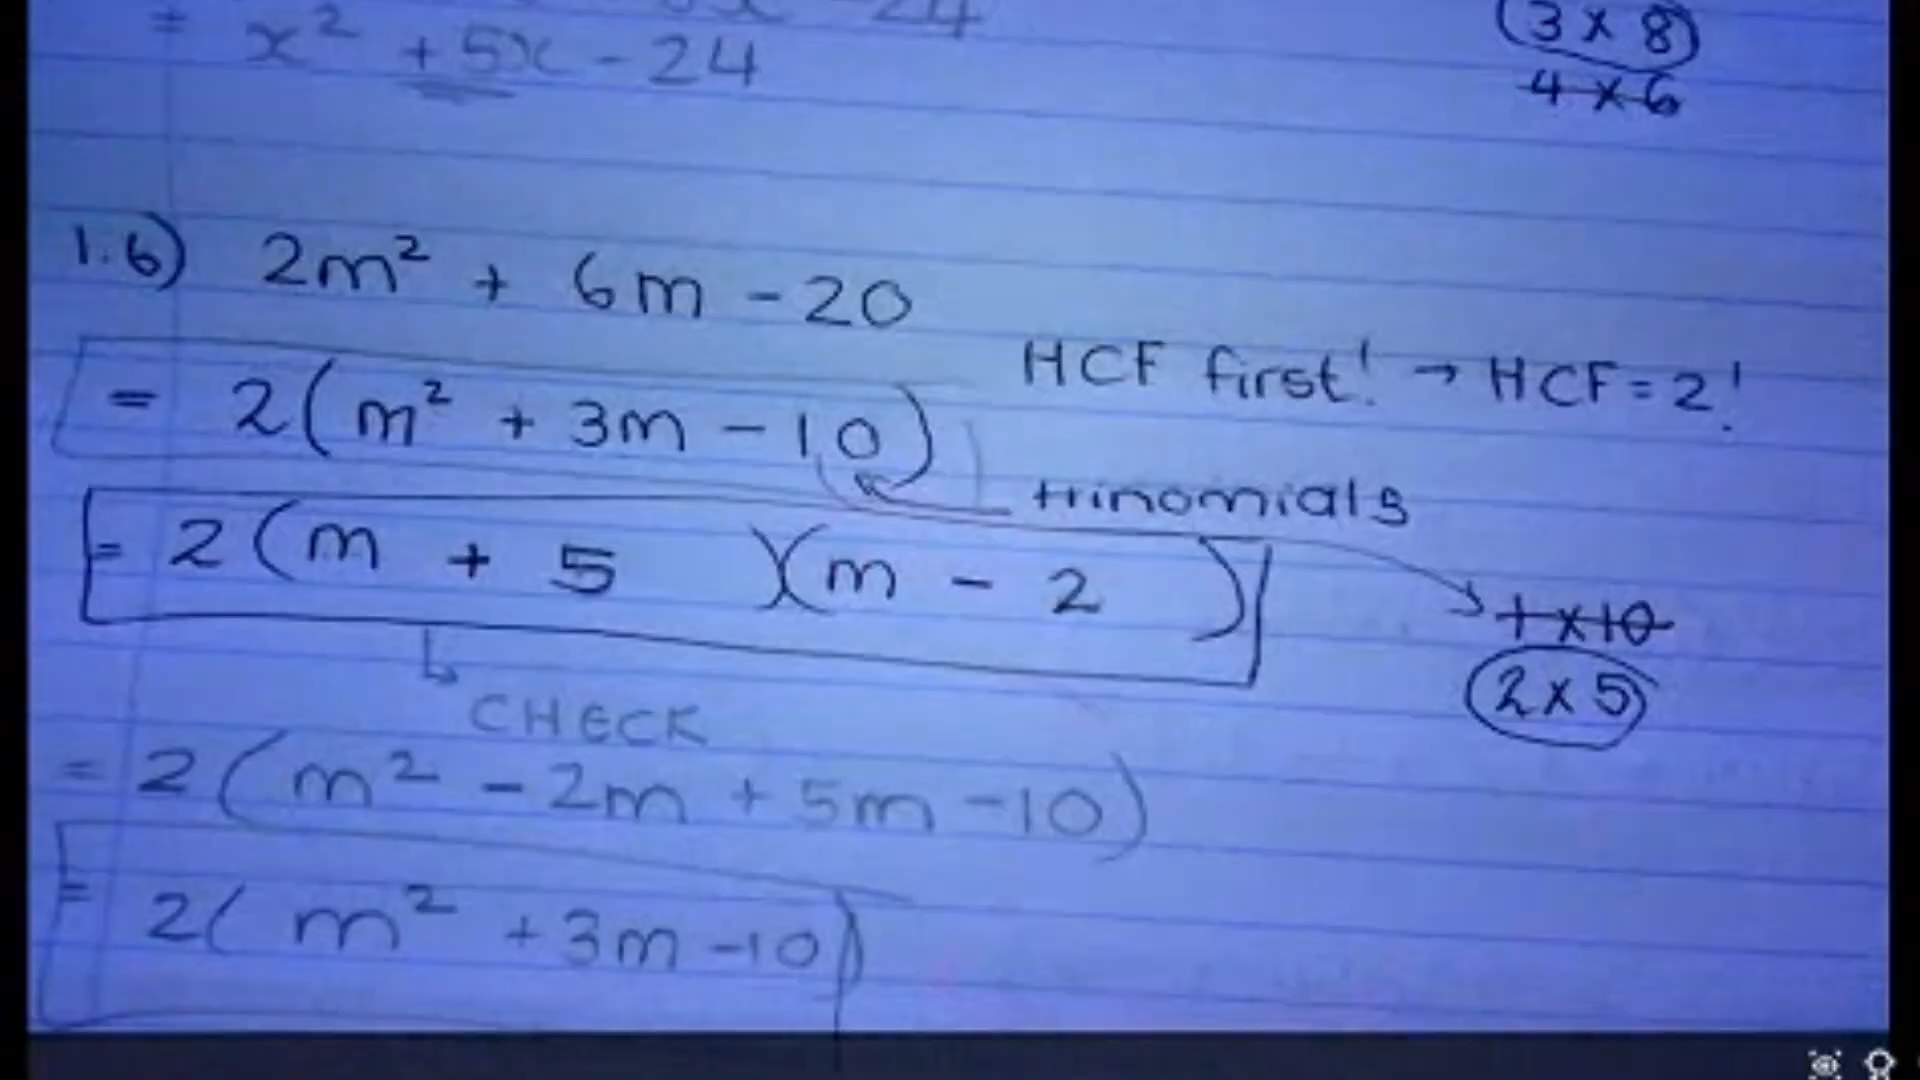 = x² + 5x - 24
3 x 8
4 x 6
1.6) 2m² + 6m - 20
HCF first! → HCF = 2!
= 2(m² + 3m - 10)
trinomials
= 2(m + 5)(m - 2)
1 x 10
2 x 5
CHECK
= 2(m² - 2m + 5m - 10)
= 2(m² + 3m - 10)